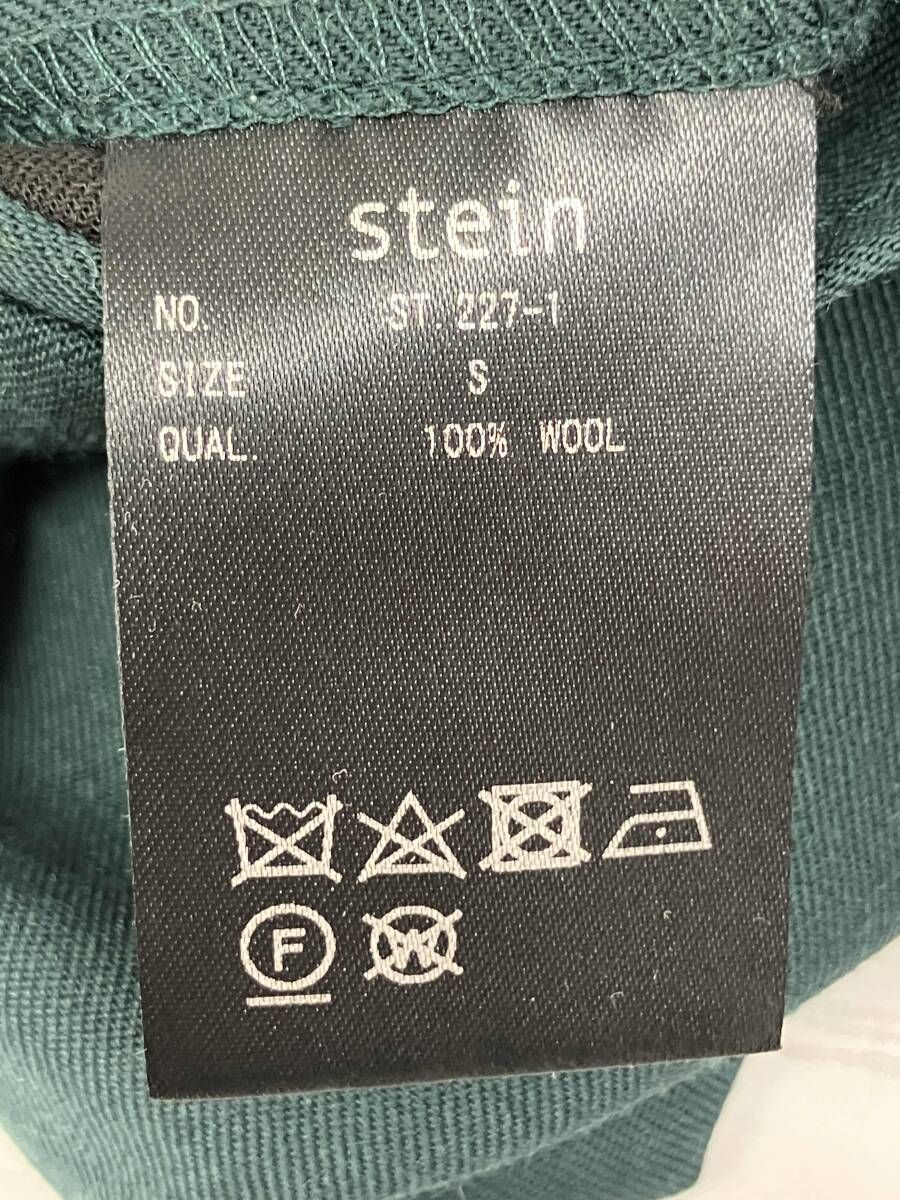 stein
NO. ST.227-1
SIZE S
QUAL. 100% WOOL
F W